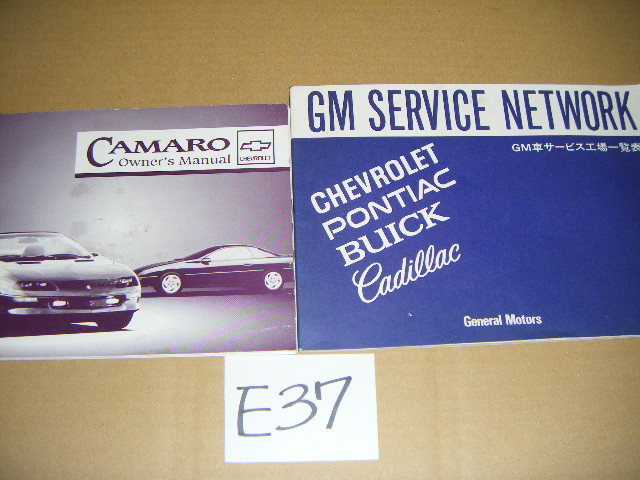 CAMARO
Owner's Manual
CHEVROLET
GM SERVICE NETWORK
GM車サービス工場一覧表
CHEVROLET
PONTIAC
BUICK
Cadillac
General Motors
E37